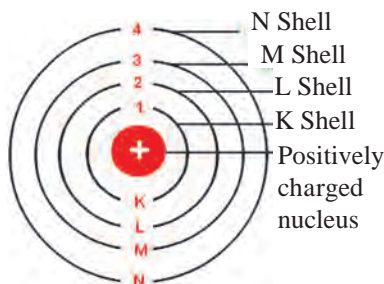 4
N Shell
3
M Shell
2
L Shell
1
K Shell
+
Positively
charged
nucleus
K
L
M
N